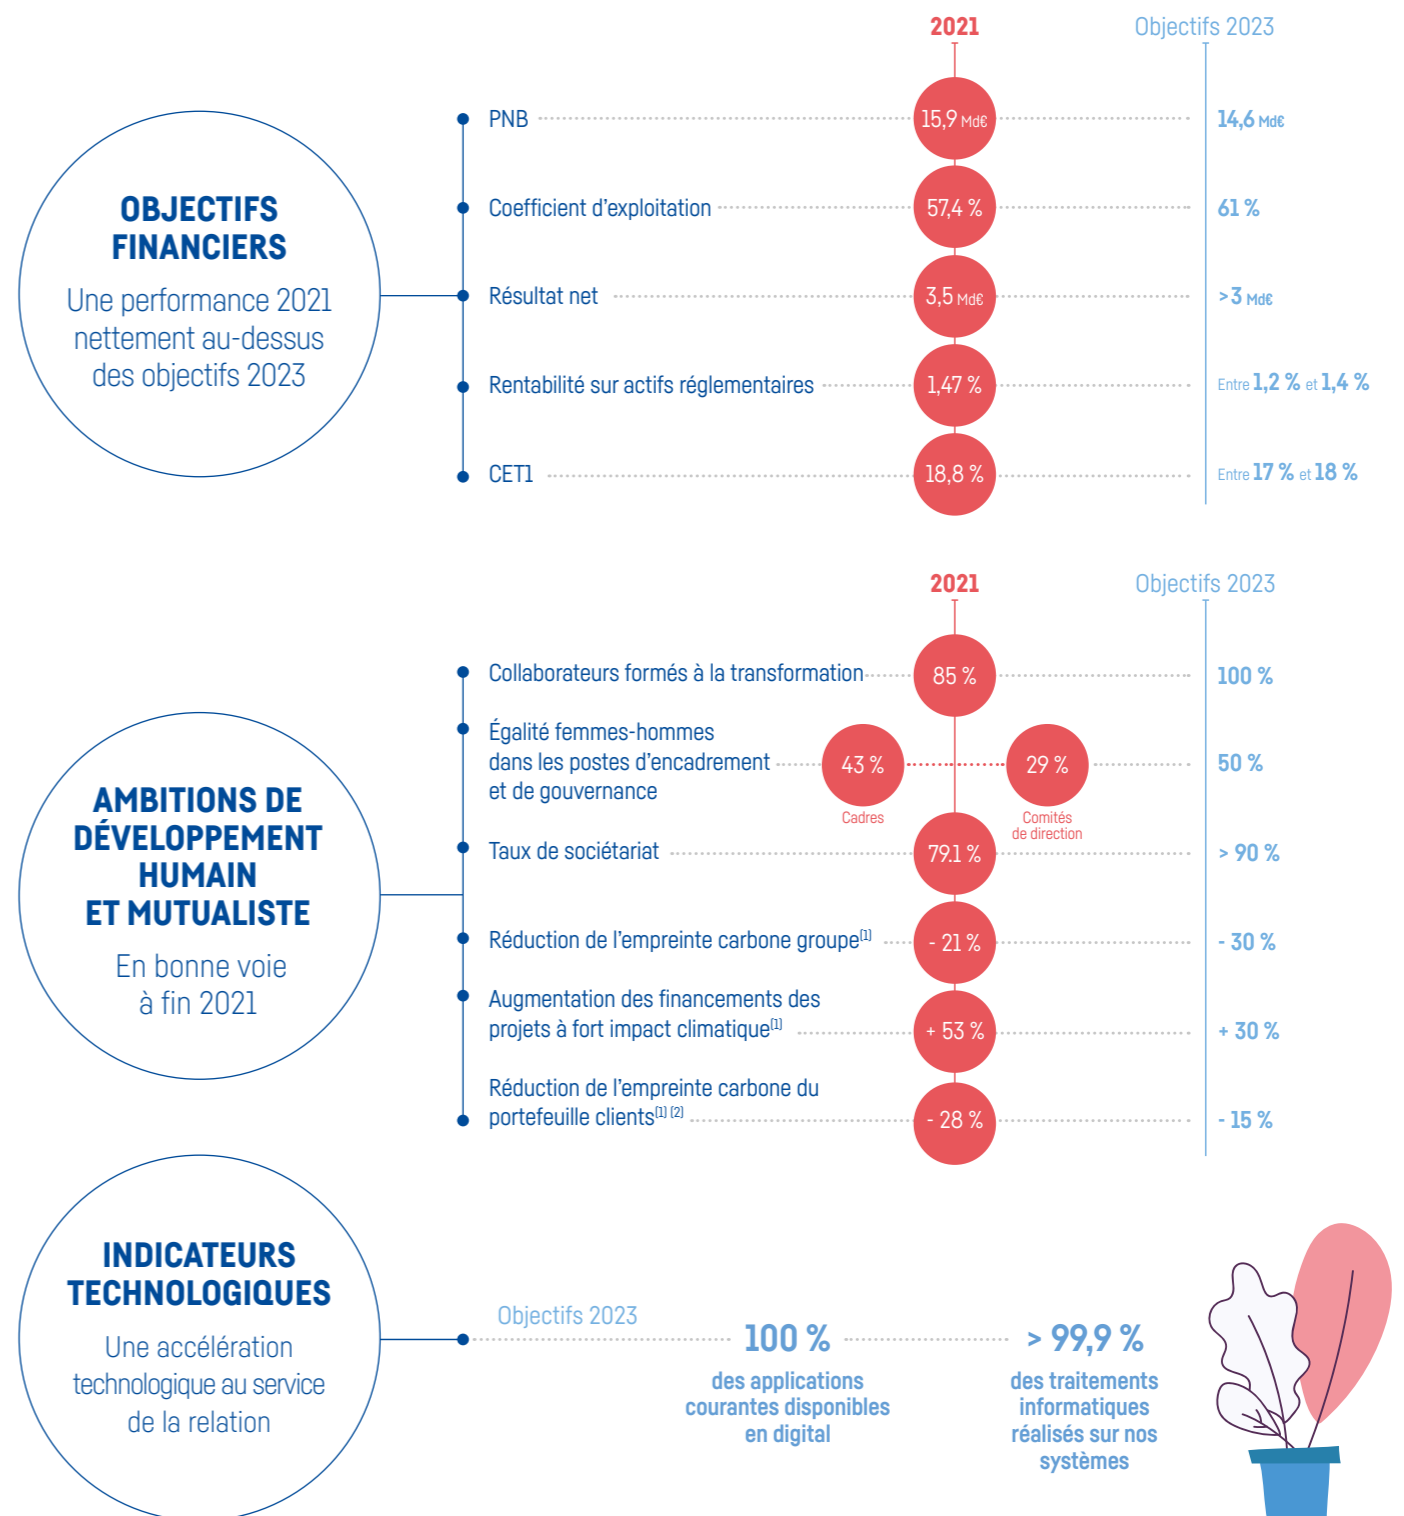 2021
Objectifs 2023
OBJECTIFS
FINANCIERS
Une performance 2021
nettement au-dessus
des objectifs 2023
PNB 15,9 Md€ 14,6 Md€
Coefficient d'exploitation 57,4 % 61 %
Résultat net 3,5 Md€ >3 Md€
Rentabilité sur actifs réglementaires 1,47 % Entre 1,2 % et 1,4 %
CET1 18,8 % Entre 17 % et 18 %
2021
Objectifs 2023
AMBITIONS DE
DÉVELOPPEMENT
HUMAIN
ET MUTUALISTE
En bonne voie
à fin 2021
Collaborateurs formés à la transformation 85 % 100 %
Égalité femmes-hommes
dans les postes d'encadrement 43 % 29 % 50 %
et de gouvernance
Cadres
Comités
de direction
Taux de sociétariat 79.1 % > 90 %
Réduction de l'empreinte carbone groupe(1) - 21 % - 30 %
Augmentation des financements des
projets à fort impact climatique(1) + 53 % + 30 %
Réduction de l'empreinte carbone du
portefeuille clients(1) (2) - 28 % - 15 %
INDICATEURS
TECHNOLOGIQUES
Une accélération
technologique au service
de la relation
Objectifs 2023
100 %
des applications
courantes disponibles
en digital
> 99,9 %
des traitements
informatiques
réalisés sur nos
systèmes